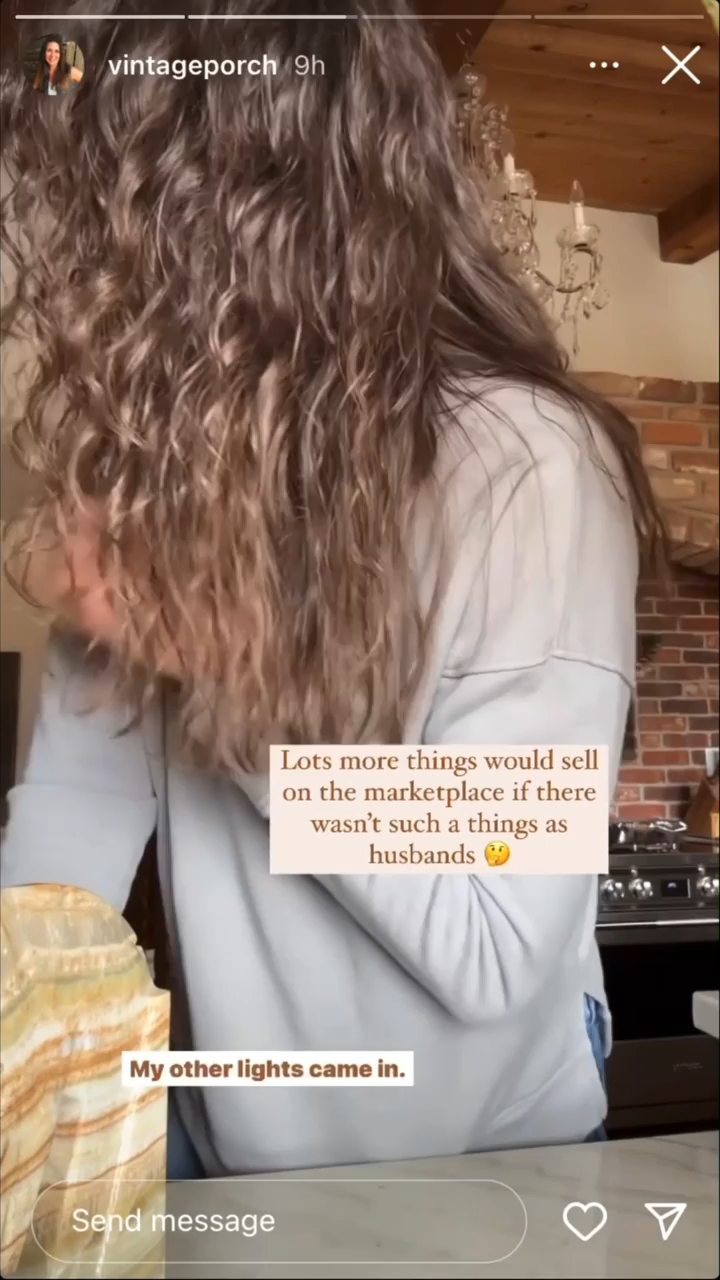 vintageporch 9h
Lots more things would sell
on the marketplace if there
wasn't such a things as
husbands 🤔
My other lights came in.
Send message